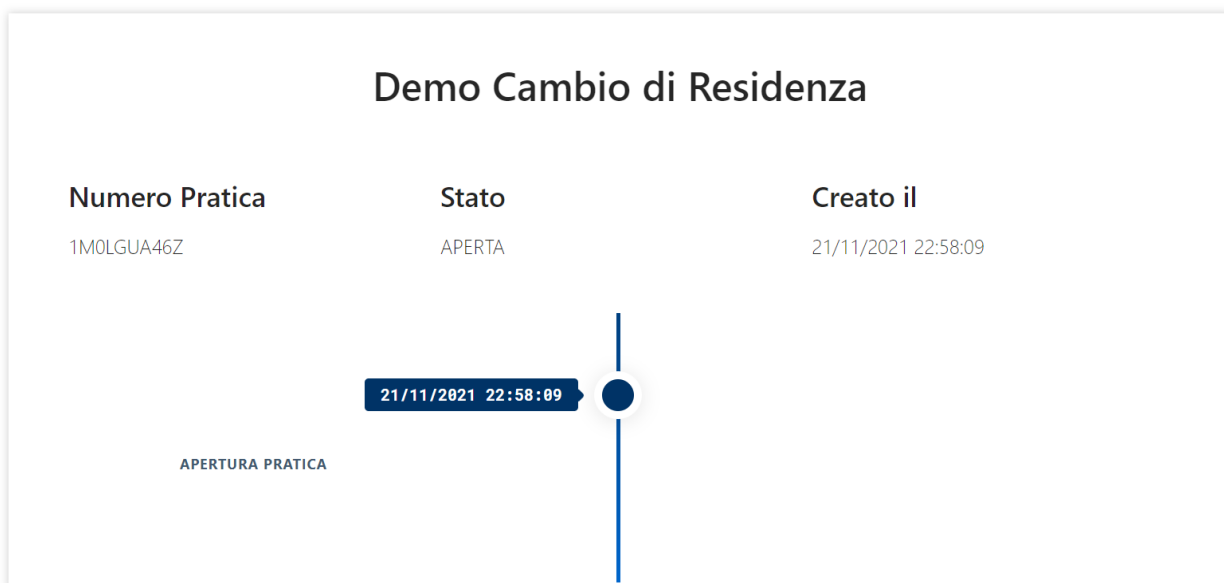 Demo Cambio di Residenza
Numero Pratica
Stato
Creato il
1M0LGUA46Z
APERTA
21/11/2021 22:58:09
21/11/2021 22:58:09
APERTURA PRATICA